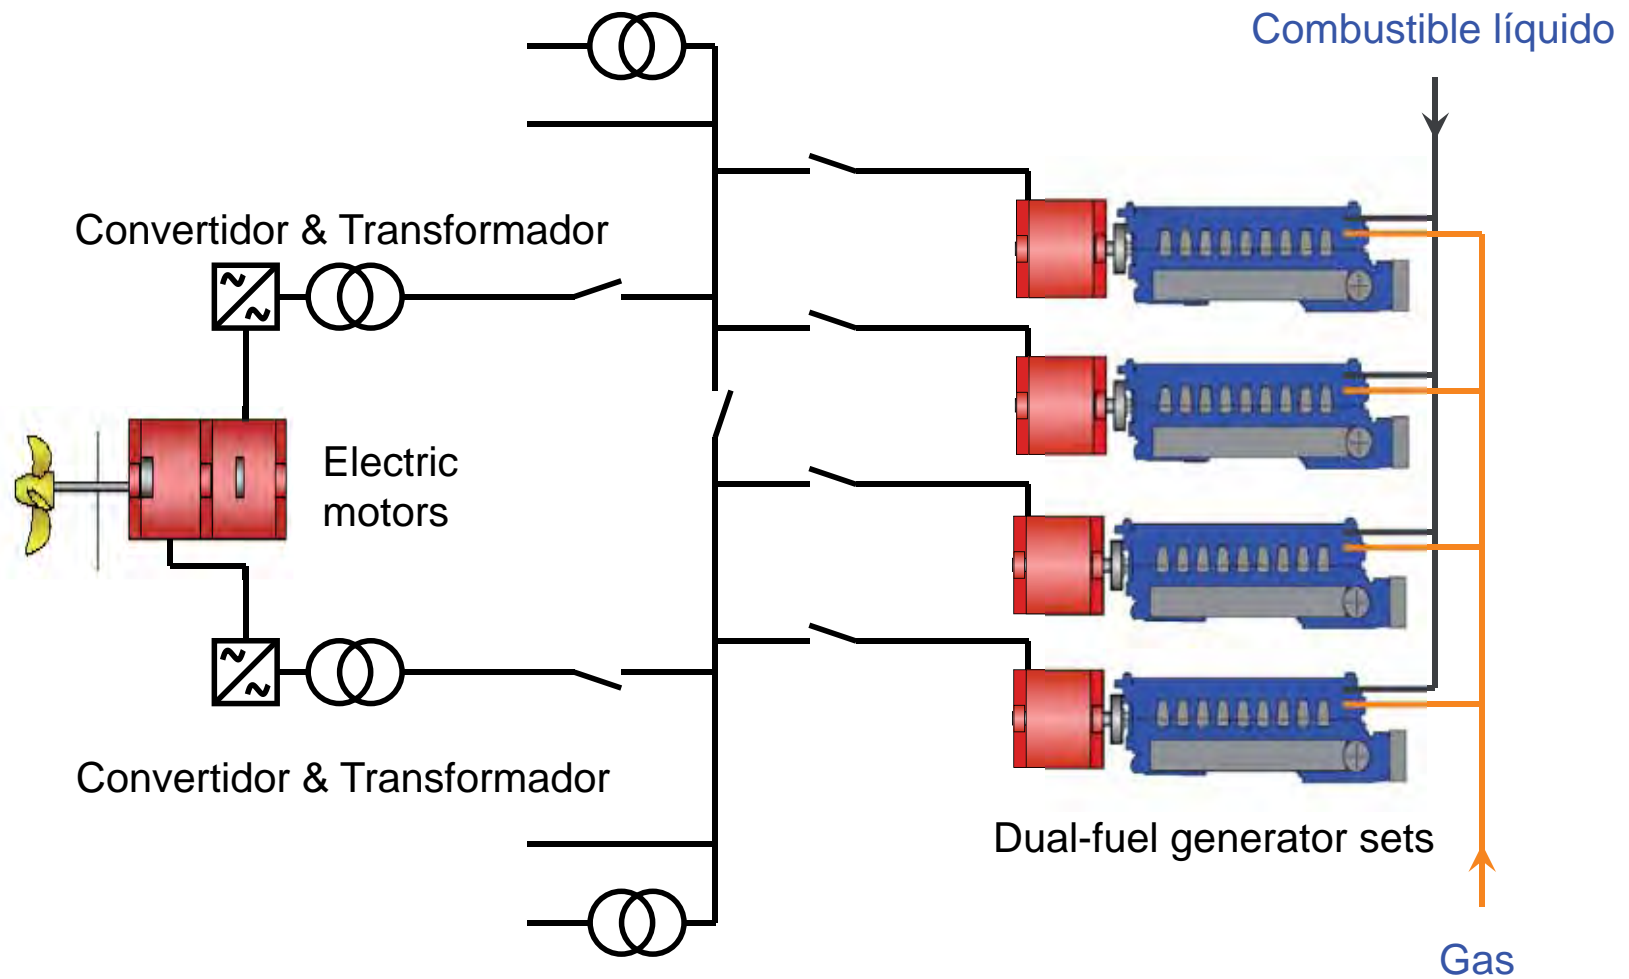 Combustible líquido
Convertidor & Transformador
Electric
motors
Convertidor & Transformador
Dual-fuel generator sets
Gas